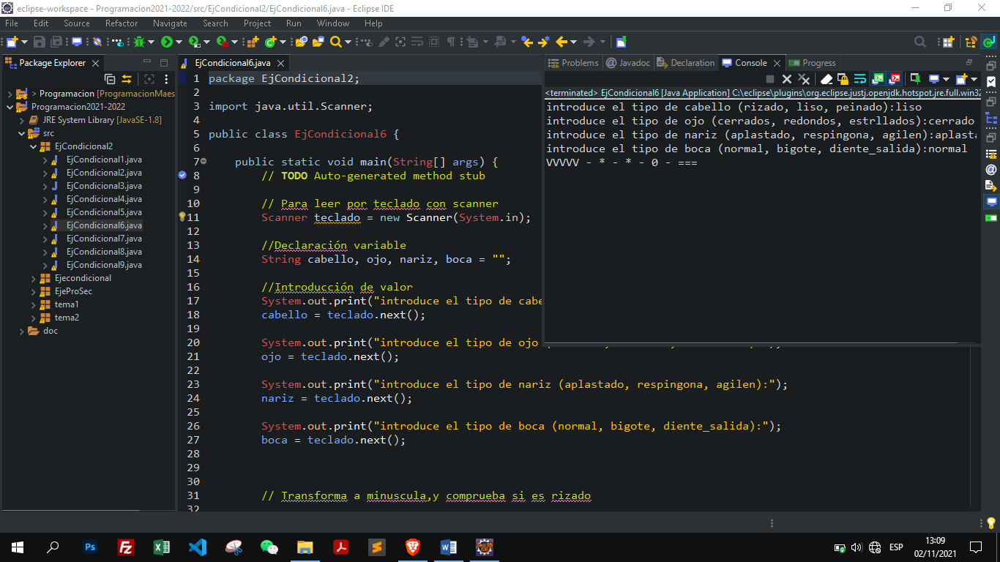 eclipse-workspace - Programacion2021-2022/src/EjCondicional2/EjCondicional6.java - Eclipse IDE
File Edit Source Refactor Navigate Search Project Run Window Help
Package Explorer
> Programacion [ProgramacionMaes
Programacion2021-2022
JRE System Library [JavaSE-1.8]
src
EjCondicional2
EjCondicional1.java
EjCondicional2.java
EjCondicional3.java
EjCondicional4.java
EjCondicional5.java
EjCondicional6.java
EjCondicional7.java
EjCondicional8.java
EjCondicional9.java
Ejecondicional
EjeProSec
tema1
tema2
doc
EjCondicional6.java
1 package EjCondicional2;
2
3 import java.util.Scanner;
4
5 public class EjCondicional6 {
6
7 public static void main(String[] args) {
8 // TODO Auto-generated method stub
9
10 // Para leer por teclado con scanner
11 Scanner teclado = new Scanner(System.in);
12
13 //Declaración variable
14 String cabello, ojo, nariz, boca = "";
15
16 //Introducción de valor
17 System.out.print("introduce el tipo de cabe
18 cabello = teclado.next();
19
20 System.out.print("introduce el tipo de ojo
21 ojo = teclado.next();
22
23 System.out.print("introduce el tipo de nariz (aplastado, respingona, agilen):");
24 nariz = teclado.next();
25
26 System.out.print("introduce el tipo de boca (normal, bigote, diente_salida):");
27 boca = teclado.next();
28
29
30
31 // Transforma a minuscula,y comprueba si es rizado
32
Problems @ Javadoc Declaration Console Progress
<terminated> EjCondicional6 [Java Application] C:\eclipse\plugins\org.eclipse.justj.openjdk.hotspot.jre.full.win32
introduce el tipo de cabello (rizado, liso, peinado):liso
introduce el tipo de ojo (cerrados, redondos, estrllados):cerrado
introduce el tipo de nariz (aplastado, respingona, agilen):aplasta
introduce el tipo de boca (normal, bigote, diente_salida):normal
VVVVV - * - * - 0 - ===
ESP
13:09
02/11/2021